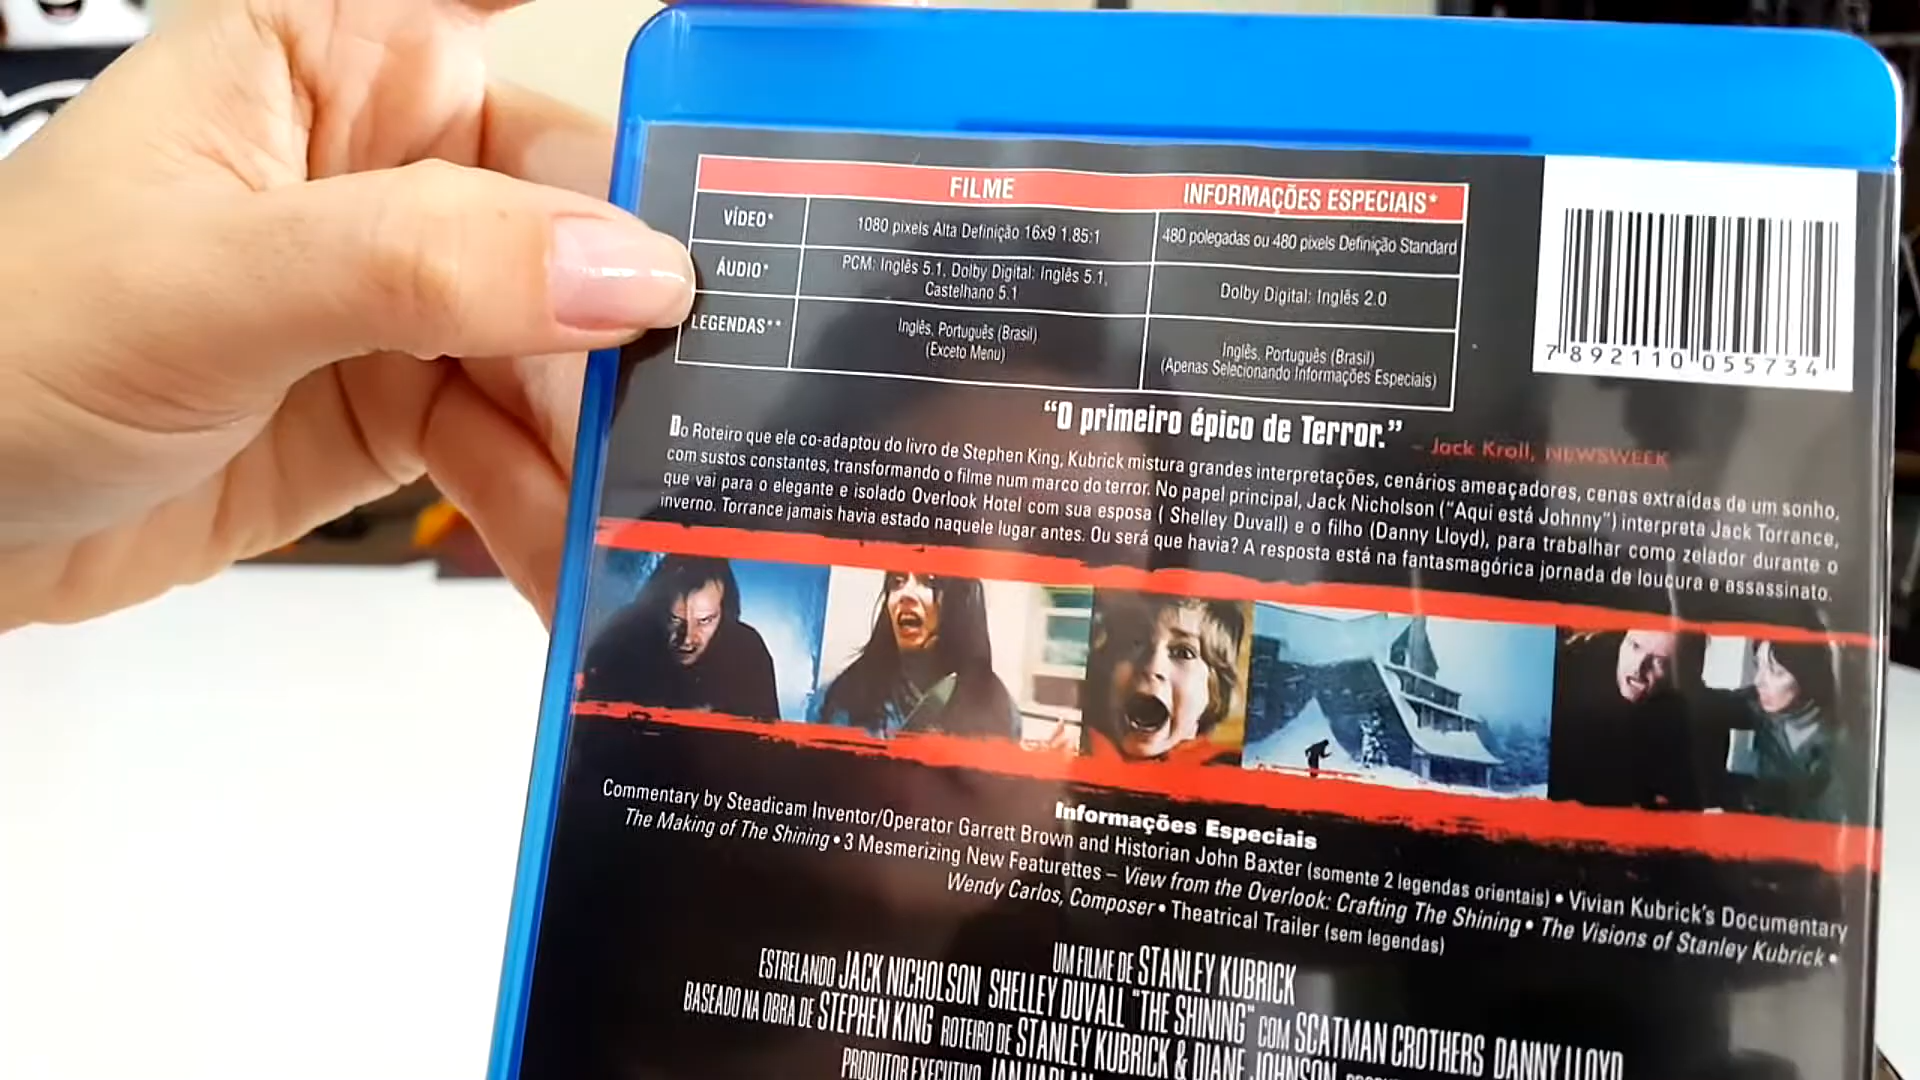 FILME INFORMAÇÕES ESPECIAIS*
VÍDEO* 1080 pixels Alta Definição 16x9 1.85:1 480 polegadas ou 480 pixels Definição Standard
ÁUDIO* PCM: Inglês 5.1, Dolby Digital: Inglês 5.1,
Castelhano 5.1
Dolby Digital: Inglês 2.0
LEGENDAS** Inglês, Português (Brasil)
(Exceto Menu)
Inglês, Português (Brasil)
(Apenas Selecionando Informações Especiais)
7 892110 055734
“O primeiro épico de Terror.” – Jack Kroll, NEWSWEEK
Do Roteiro que ele co-adaptou do livro de Stephen King, Kubrick mistura grandes interpretações, cenários ameaçadores, cenas extraídas de um sonho,
com sustos constantes, transformando o filme num marco do terror. No papel principal, Jack Nicholson (“Aqui está Johnny”) interpreta Jack Torrance,
que vai para o elegante e isolado Overlook Hotel com sua esposa ( Shelley Duvall) e o filho (Danny Lloyd), para trabalhar como zelador durante o
inverno. Torrance jamais havia estado naquele lugar antes. Ou será que havia? A resposta está na fantasmagórica jornada de loucura e assassinato.
Informações Especiais
Commentary by Steadicam Inventor/Operator Garrett Brown and Historian John Baxter (somente 2 legendas orientais) • Vivian Kubrick's Documentary
The Making of The Shining • 3 Mesmerizing New Featurettes – View from the Overlook: Crafting The Shining • The Visions of Stanley Kubrick •
Wendy Carlos, Composer • Theatrical Trailer (sem legendas)
UM FILME DE STANLEY KUBRICK
ESTRELANDO JACK NICHOLSON SHELLEY DUVALL "THE SHINING" COM SCATMAN CROTHERS DANNY LLOYD
BASEADO NA OBRA DE STEPHEN KING ROTEIRO DE STANLEY KUBRICK & DIANE JOHNSON
PRODUTOR EXECUTIVO JAN HARLAN